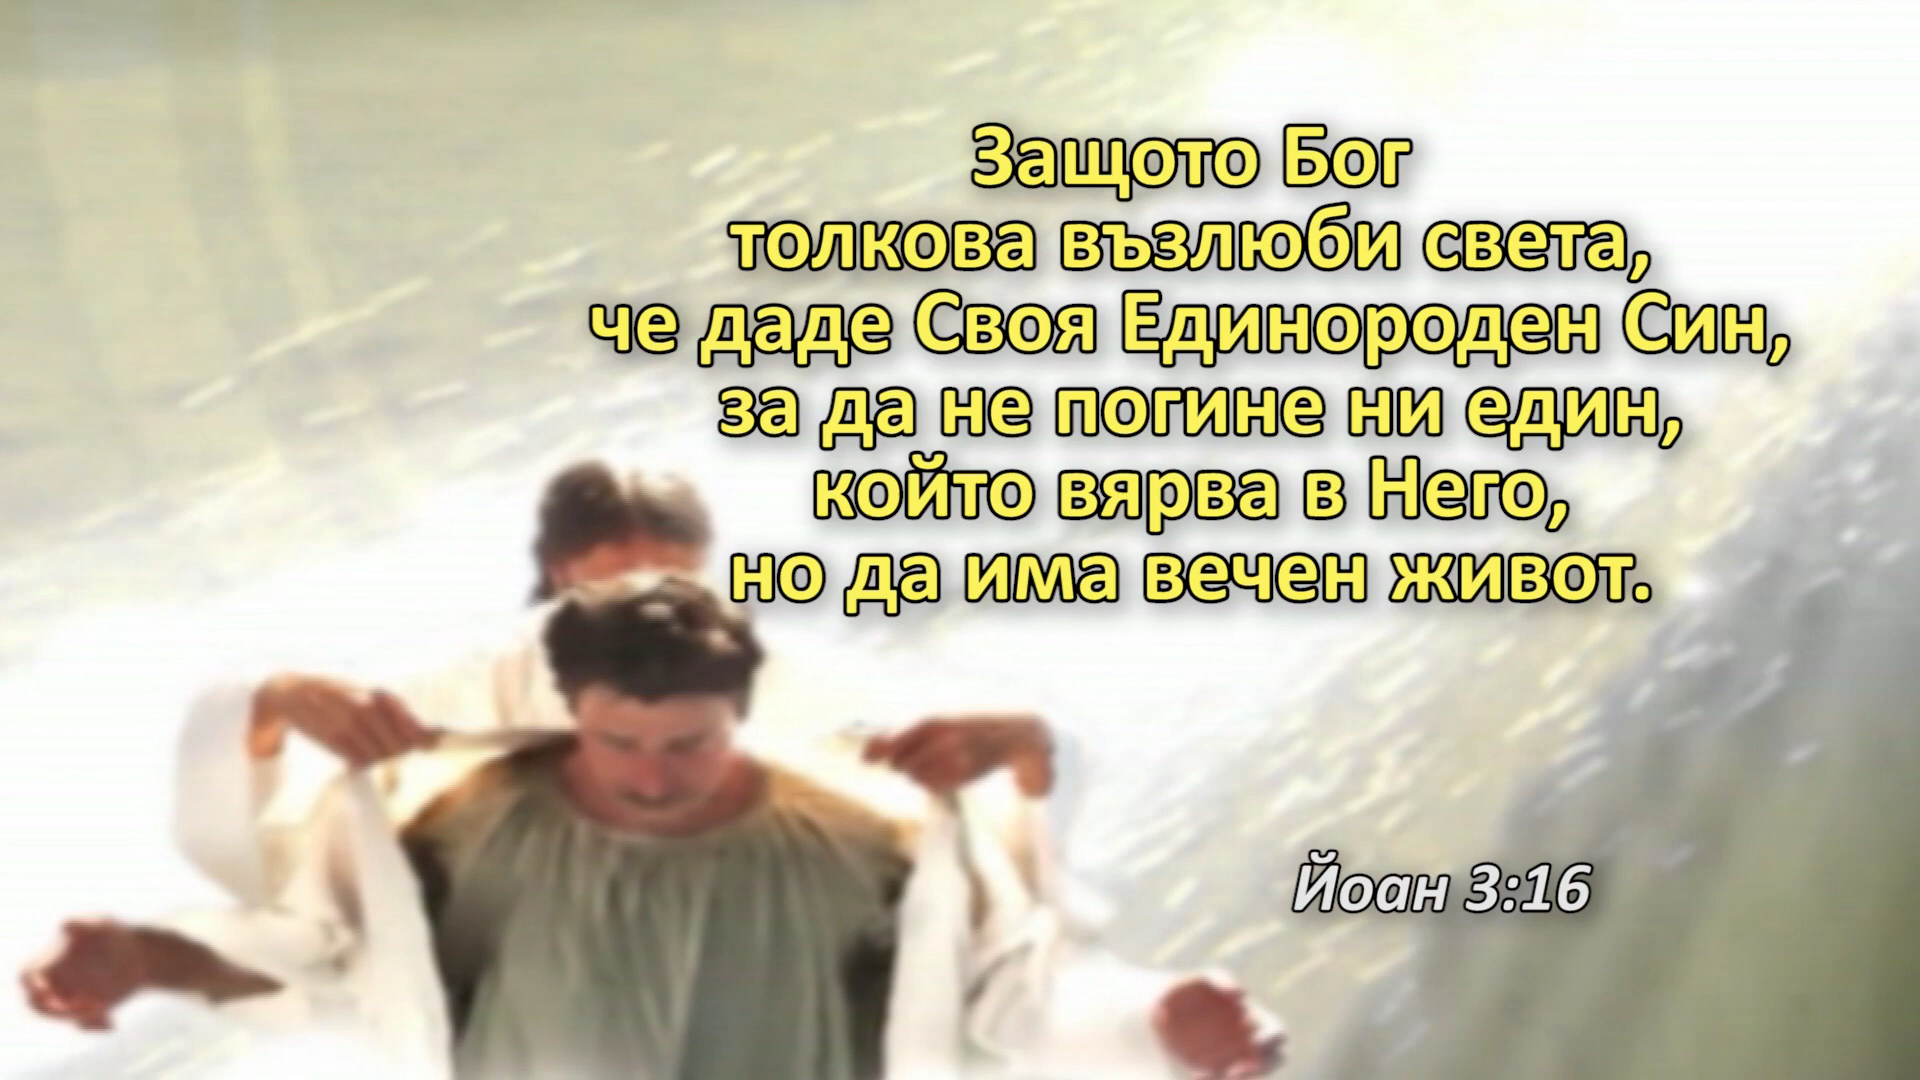 Защото Бог
толкова възлюби света,
че даде Своя Единороден Син,
за да не погине ни един,
който вярва в Него,
но да има вечен живот.
Йоан 3:16